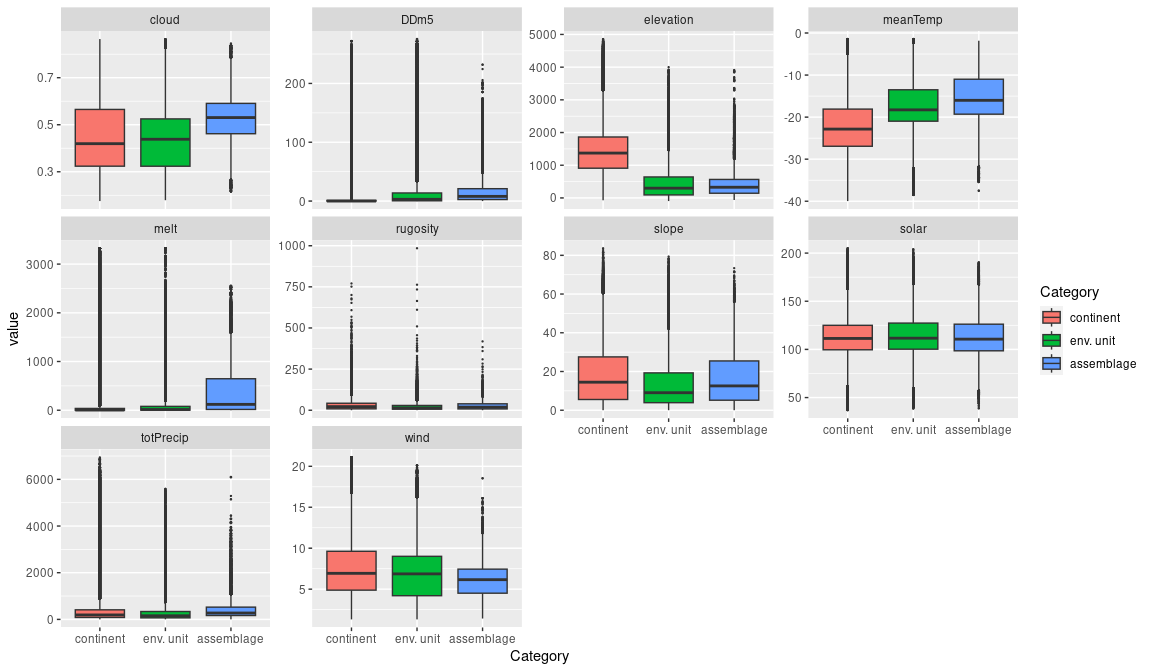 cloud
DDm5
elevation
meanTemp
0.7
0.5
0.3
200
100
0
5000
4000
3000
2000
1000
0
0
-10
-20
-30
-40
melt
rugosity
slope
solar
3000
2000
1000
0
1000
750
500
250
0
80
60
40
20
0
200
150
100
50
continent env. unit assemblage
continent env. unit assemblage
totPrecip
wind
6000
4000
2000
0
20
15
10
5
continent env. unit assemblage
continent env. unit assemblage
value
Category
Category
continent
env. unit
assemblage